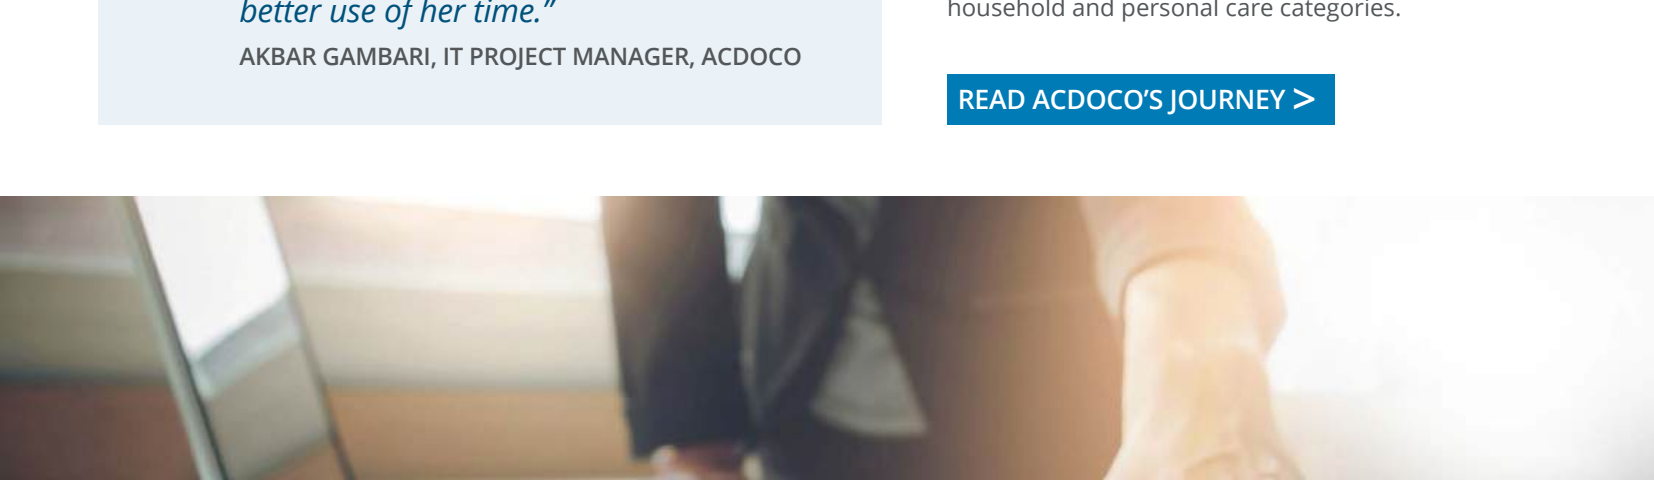 better use of her time.”
AKBAR GAMBARI, IT PROJECT MANAGER, ACDOCO
household and personal care categories.
READ ACDOCO’S JOURNEY >